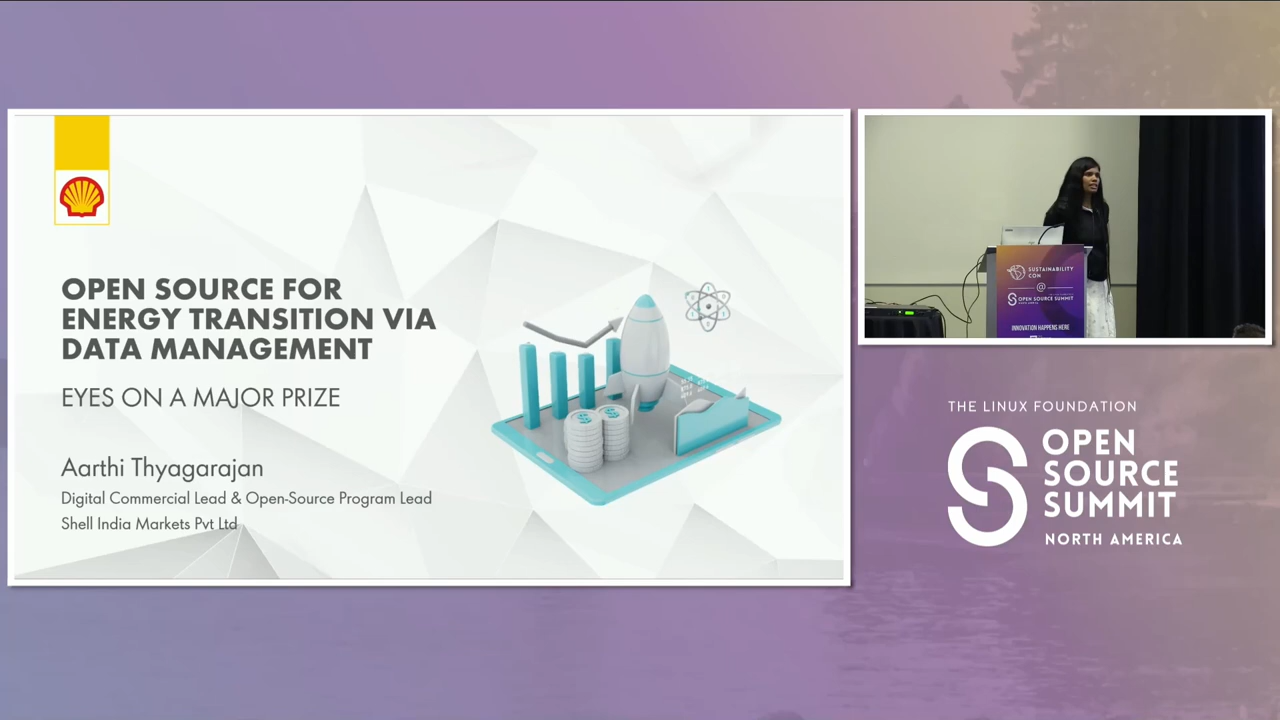 OPEN SOURCE FOR
ENERGY TRANSITION VIA
DATA MANAGEMENT
EYES ON A MAJOR PRIZE
Aarthi Thyagarajan
Digital Commercial Lead & Open-Source Program Lead
Shell India Markets Pvt Ltd
SUSTAINABILITY
CON
@
OPEN SOURCE SUMMIT
NORTH AMERICA
INNOVATION HAPPENS HERE
THE LINUX FOUNDATION
OPEN
SOURCE
SUMMIT
NORTH AMERICA